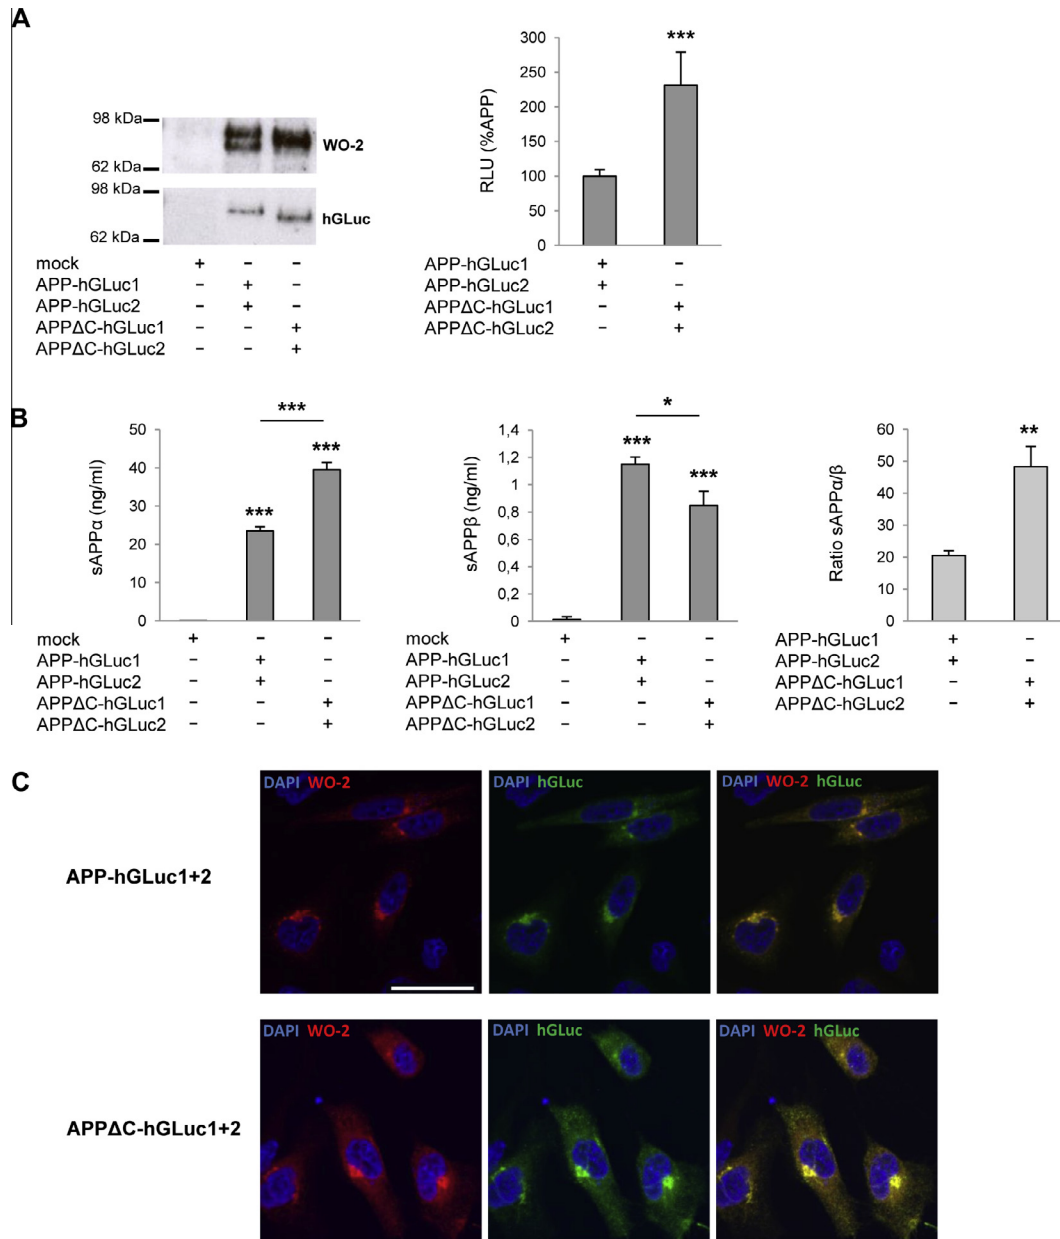 A
98 kDa
62 kDa
WO-2
98 kDa
62 kDa
hGLuc
mock + – –
APP-hGLuc1 – + –
APP-hGLuc2 – + –
APPΔC-hGLuc1 – – +
APPΔC-hGLuc2 – – +
RLU (%APP)
300
250
200
150
100
50
0
***
APP-hGLuc1 + –
APP-hGLuc2 + –
APPΔC-hGLuc1 – +
APPΔC-hGLuc2 – +
B
sAPPα (ng/ml)
50
40
30
20
10
0
***
***
***
mock + – –
APP-hGLuc1 – + –
APP-hGLuc2 – + –
APPΔC-hGLuc1 – – +
APPΔC-hGLuc2 – – +
sAPPβ (ng/ml)
1,4
1,2
1
0,8
0,6
0,4
0,2
0
*
***
***
mock + – –
APP-hGLuc1 – + –
APP-hGLuc2 – + –
APPΔC-hGLuc1 – – +
APPΔC-hGLuc2 – – +
Ratio sAPPα/β
60
50
40
30
20
10
0
**
APP-hGLuc1 + –
APP-hGLuc2 + –
APPΔC-hGLuc1 – +
APPΔC-hGLuc2 – +
C
APP-hGLuc1+2
DAPI WO-2
DAPI hGLuc
DAPI WO-2 hGLuc
APPΔC-hGLuc1+2
DAPI WO-2
DAPI hGLuc
DAPI WO-2 hGLuc